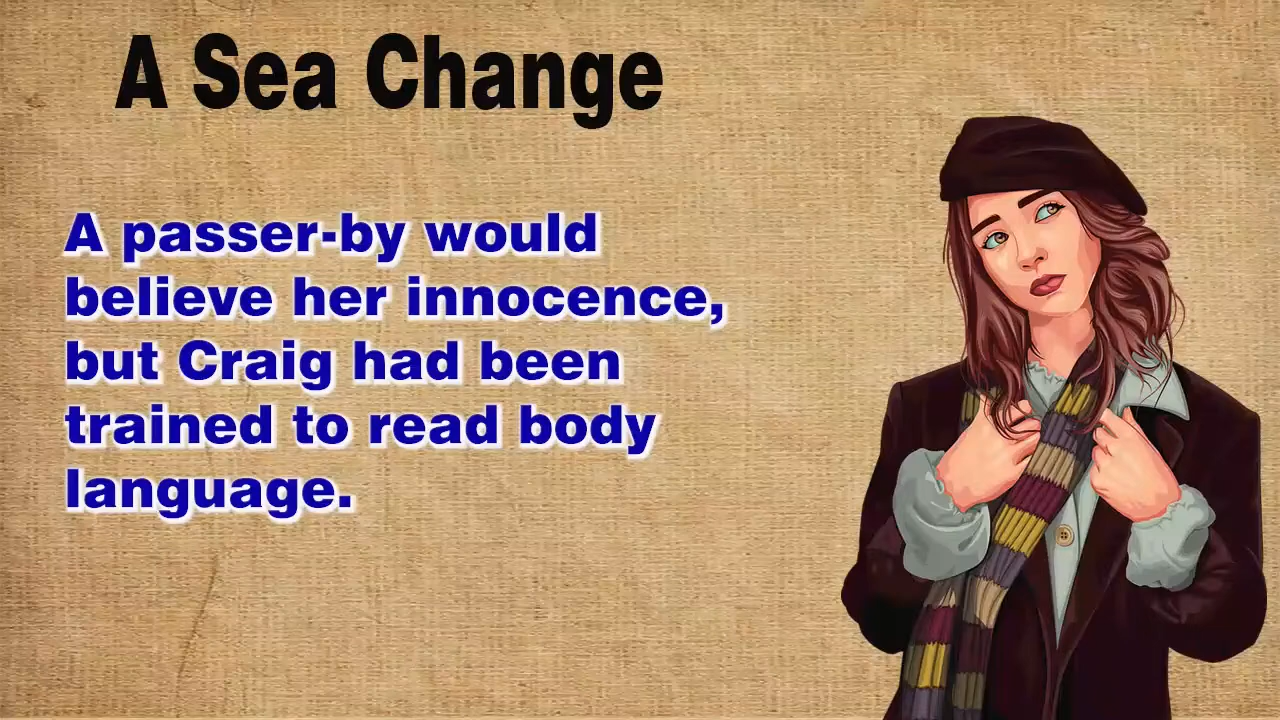 A Sea Change
A passer-by would
believe her innocence,
but Craig had been
trained to read body
language.